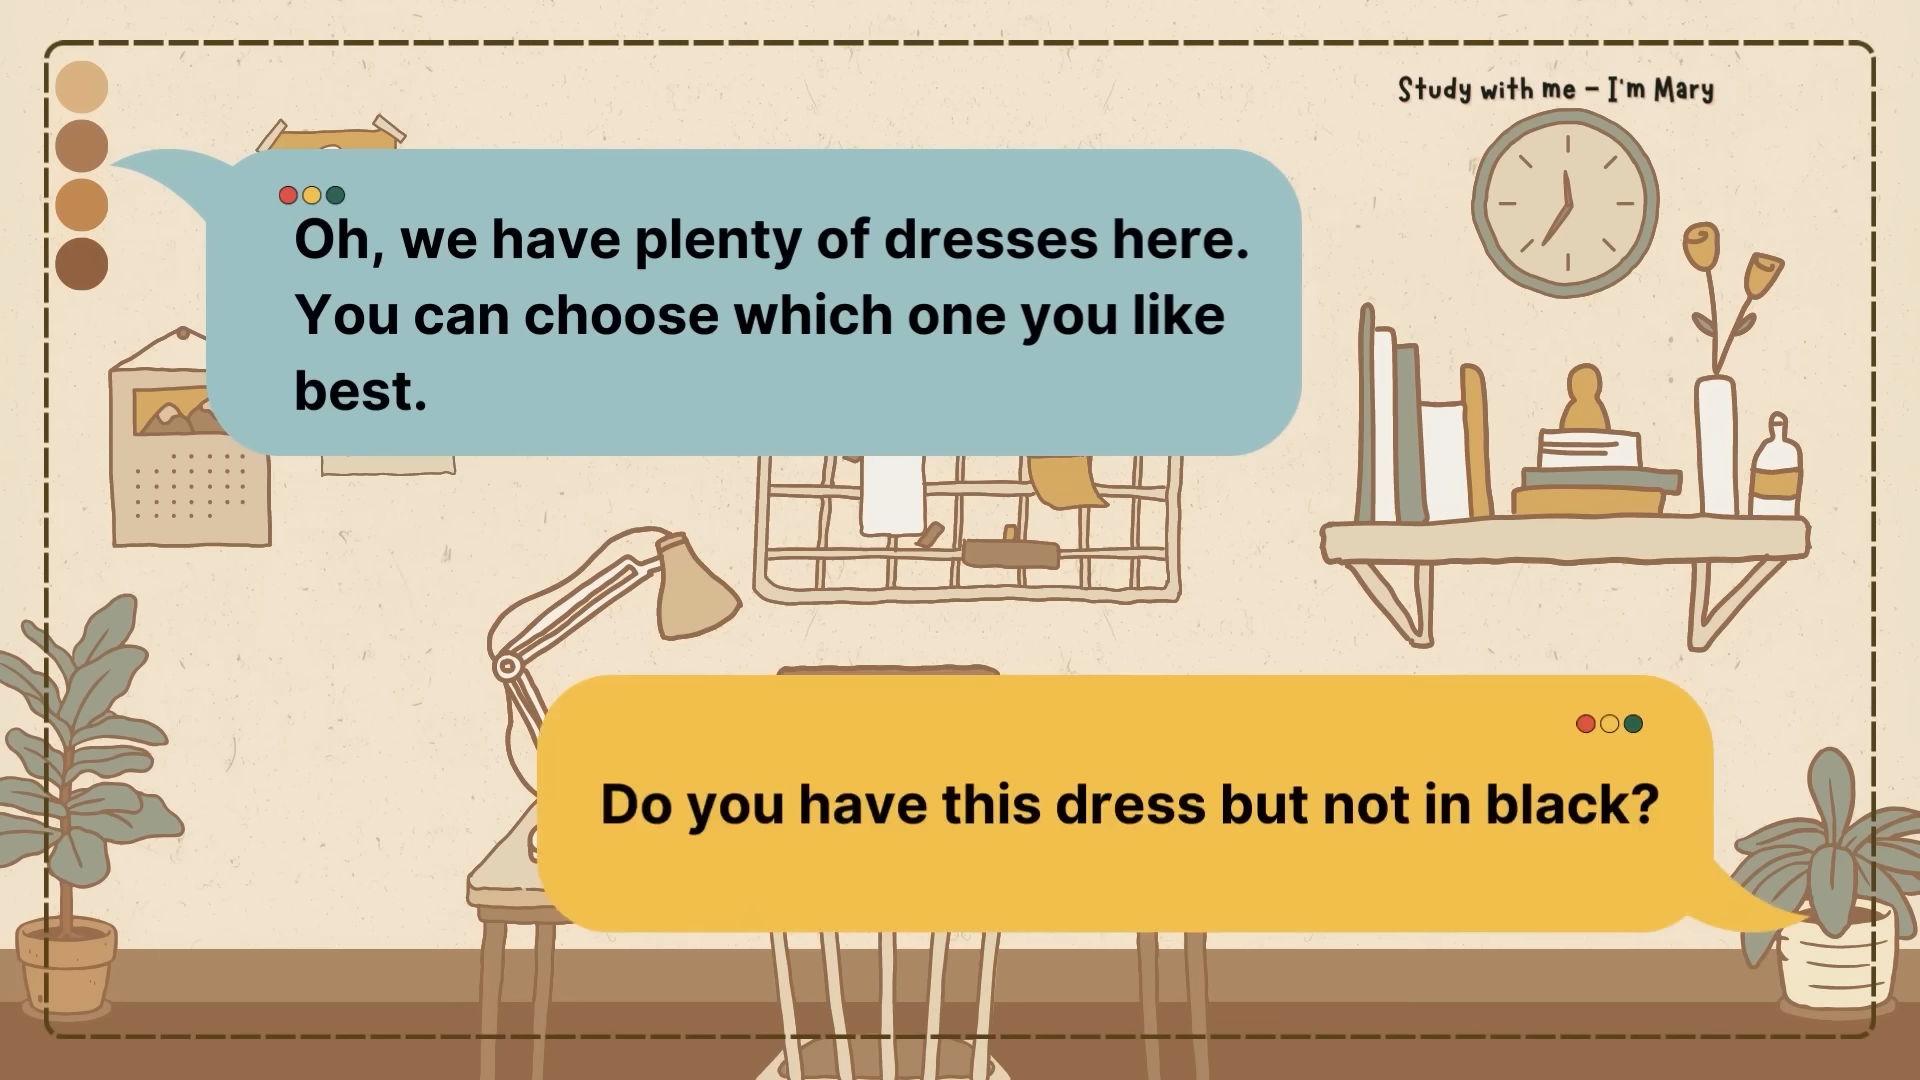 Study with me - I'm Mary
Oh, we have plenty of dresses here.
You can choose which one you like
best.
Do you have this dress but not in black?